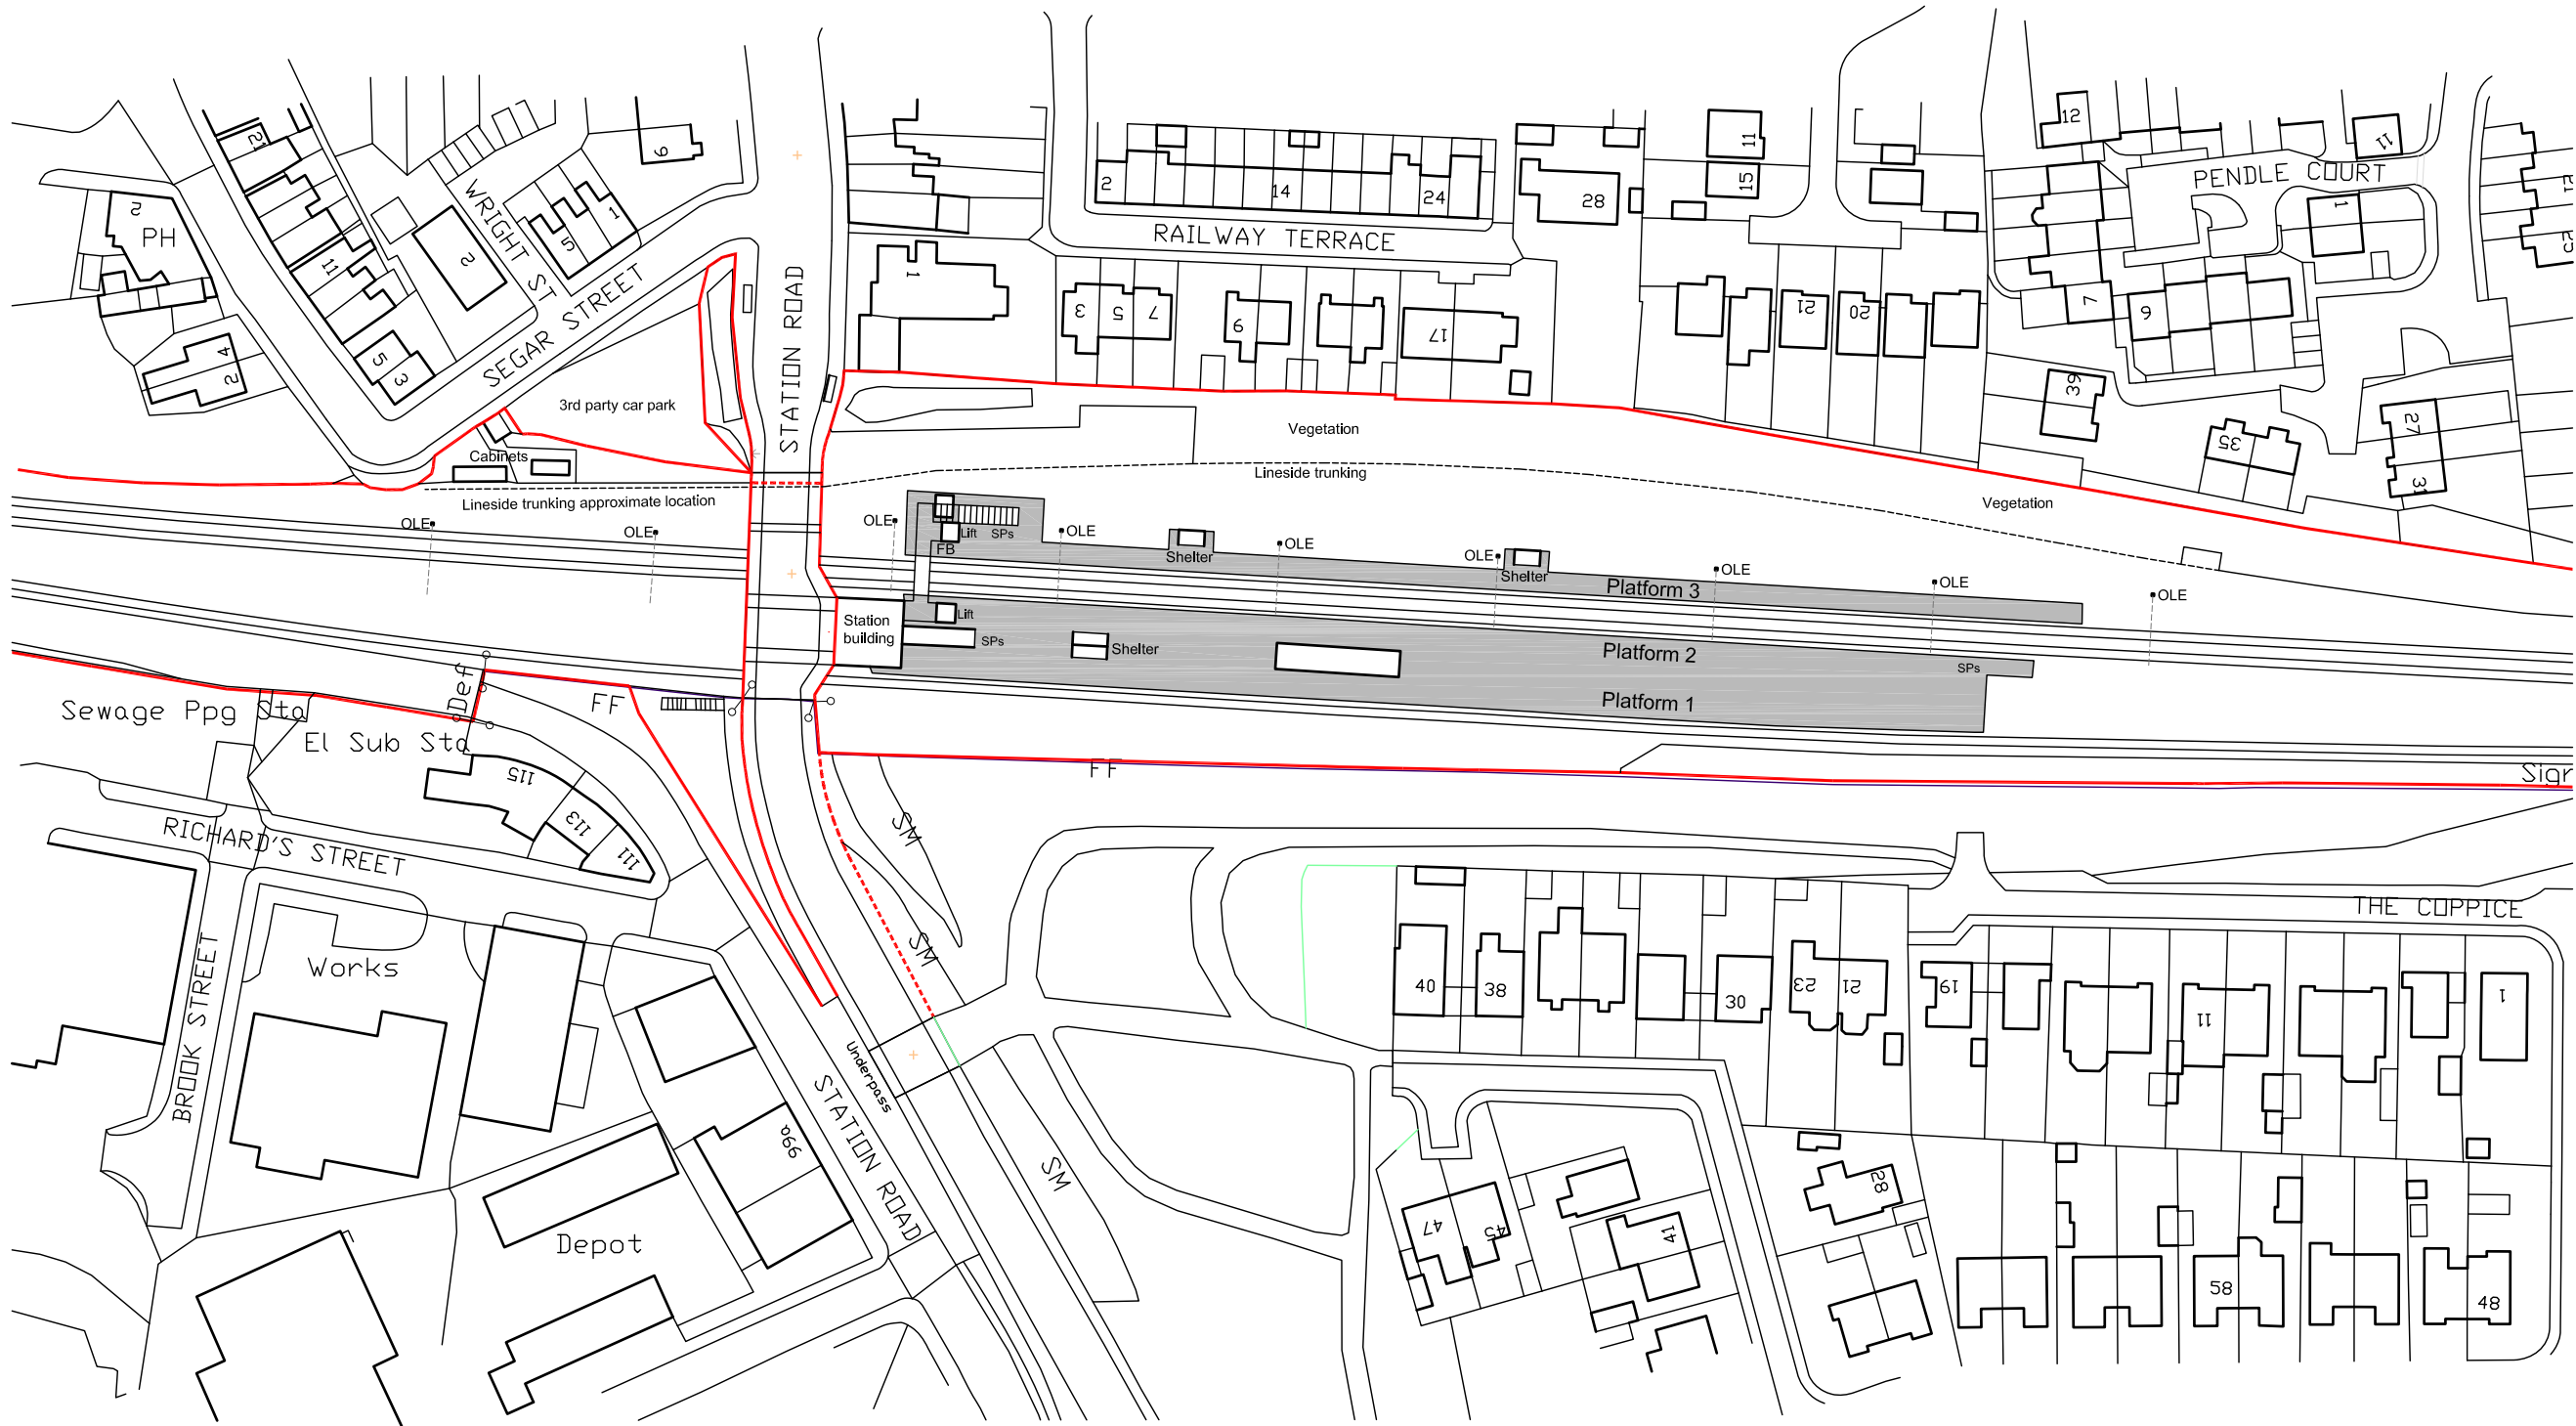 21
9
2
PH
WRIGHT ST
2
1
5
11
5
3
4
2
SEGAR STREET
3rd party car park
STATION ROAD
1
2
14
24
28
RAILWAY TERRACE
3
5
7
9
17
11
15
21
20
12
PENDLE COURT
11
1
7
6
39
35
27
31
21
23
Cabinets
Lineside trunking approximate location
Vegetation
Lineside trunking
Vegetation
OLE
OLE
OLE
OLE
OLE
OLE
OLE
OLE
OLE
Lift
SPs
FB
Shelter
Shelter
Platform 3
Station
building
Lift
SPs
Shelter
Platform 2
SPs
Platform 1
Def
FF
FF
Sewage Ppg Sta
El Sub Sta
115
113
111
RICHARD'S STREET
BROOK STREET
Works
Depot
99a
STATION ROAD
Underpass
SM
SM
SM
40
38
30
23
21
19
11
1
THE COPPICE
47
45
41
28
58
48